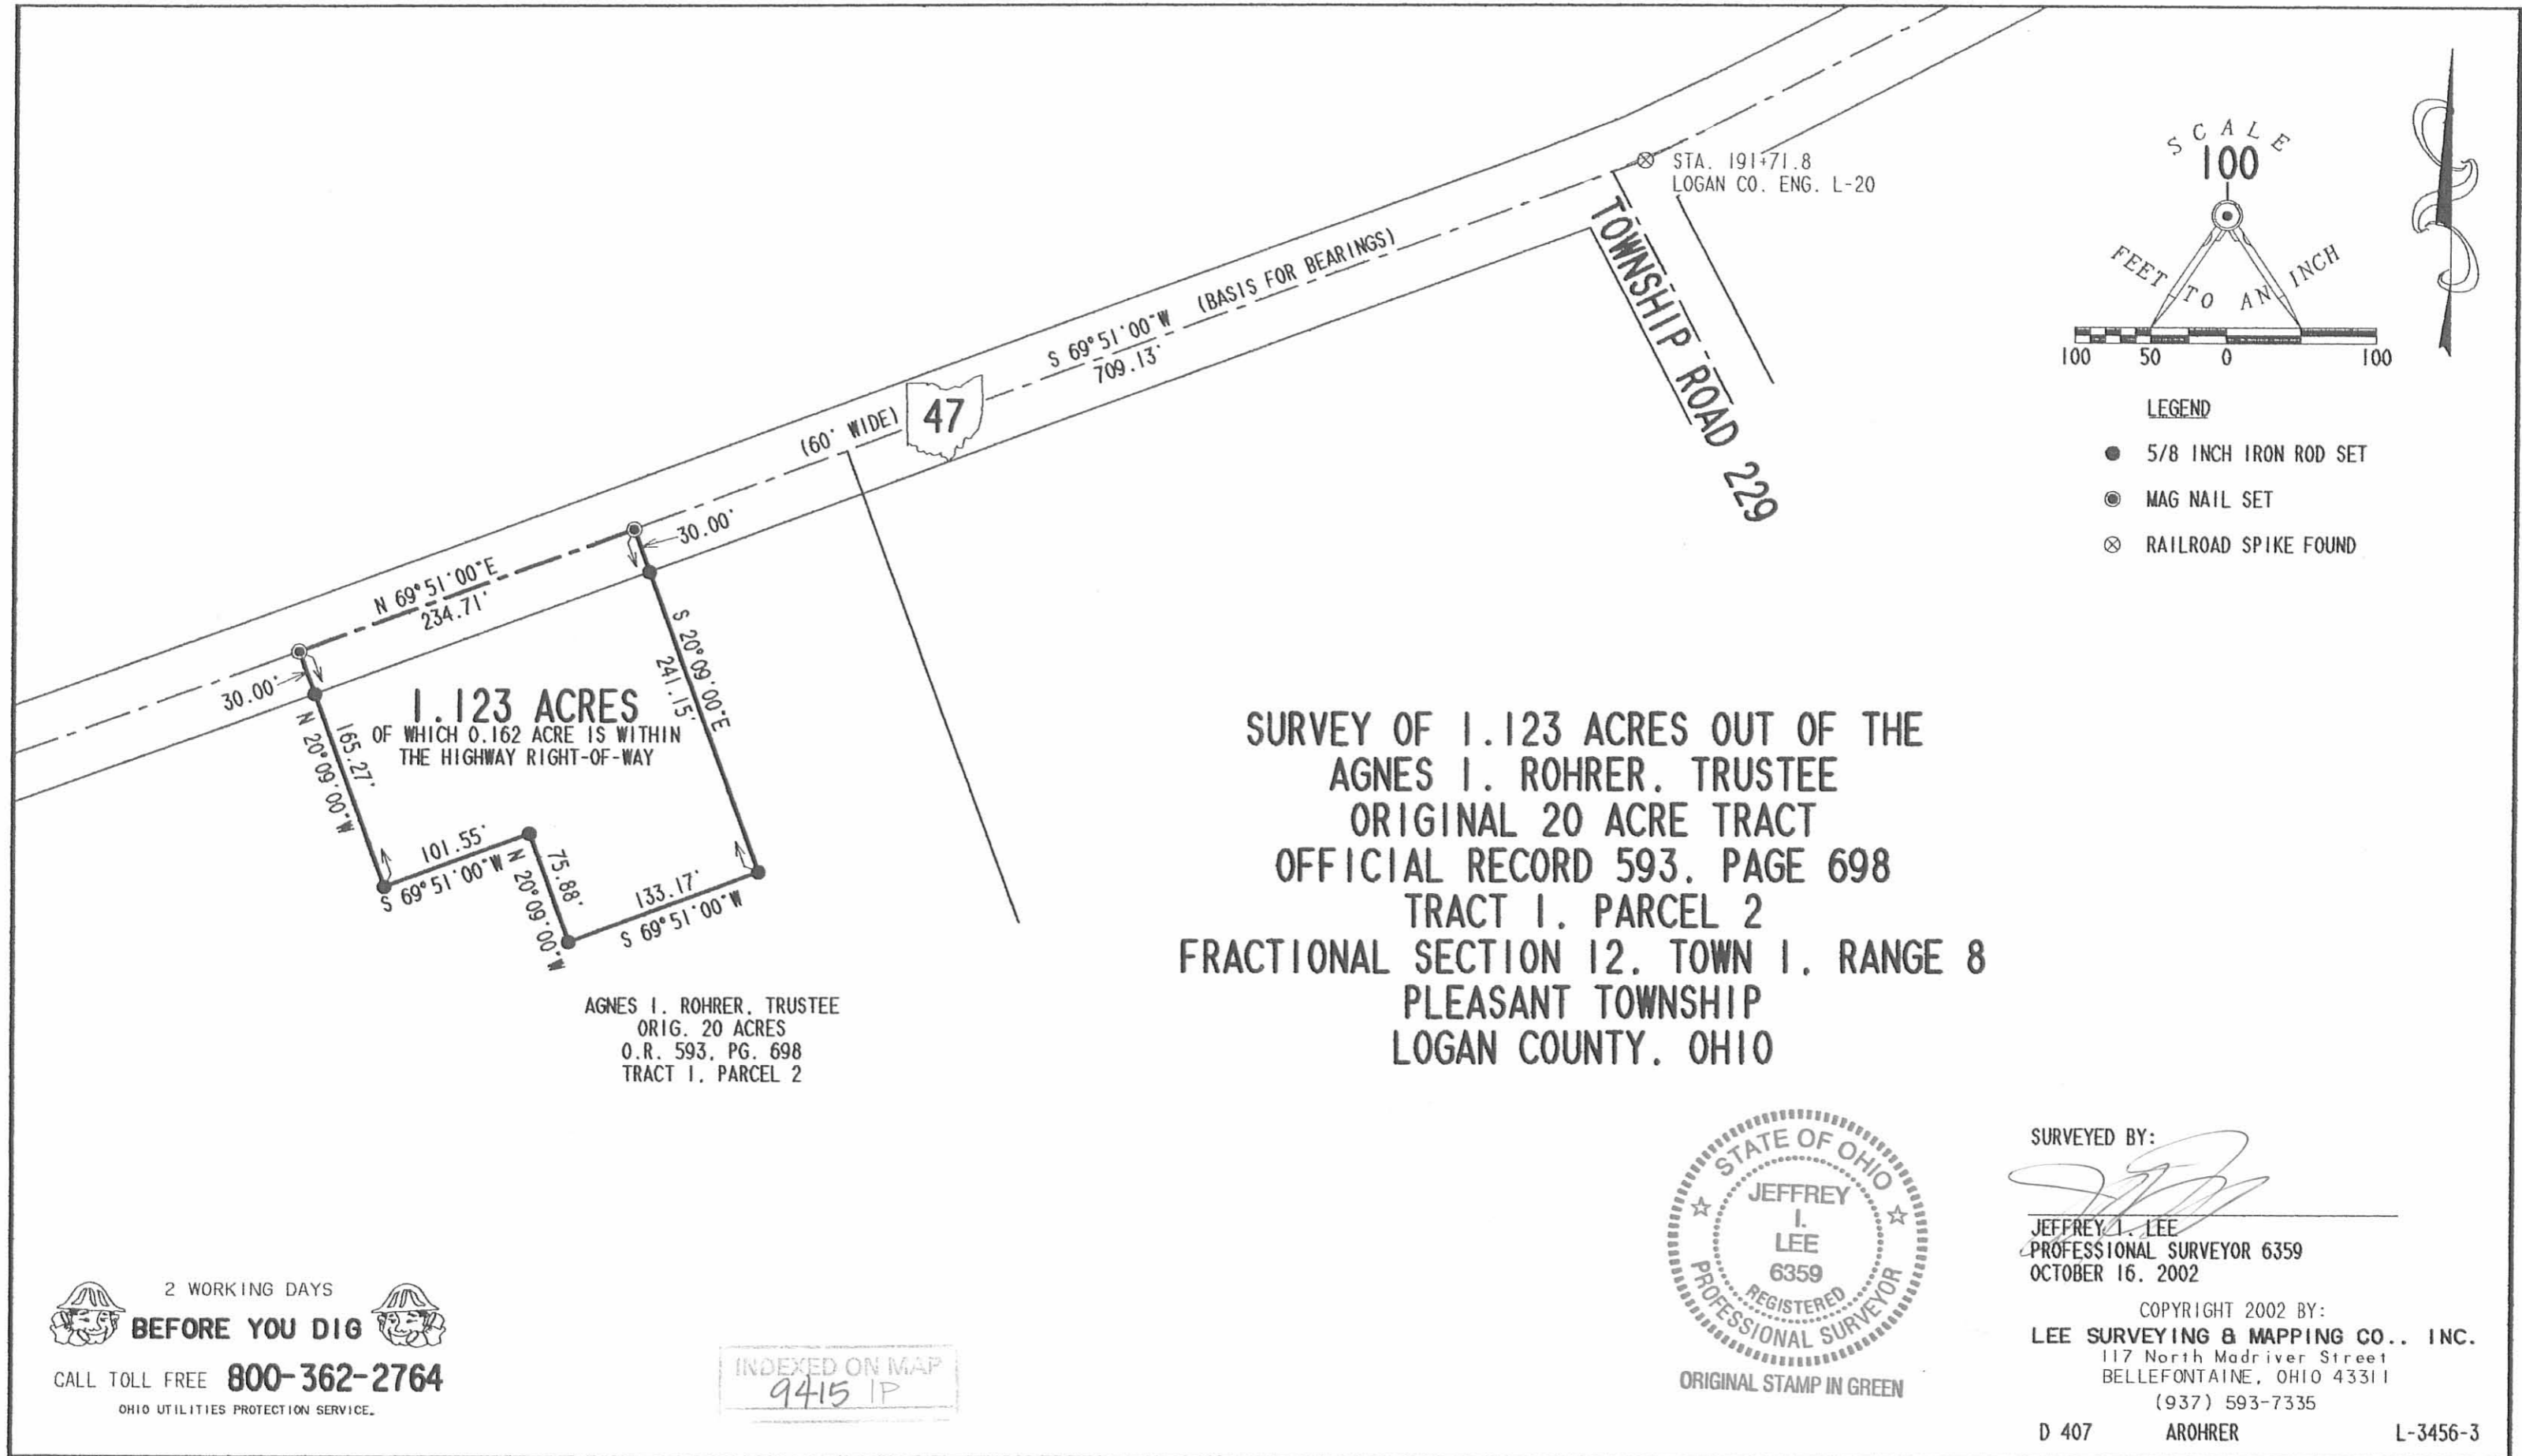 STA. 191+71.8
LOGAN CO. ENG. L-20
TOWNSHIP ROAD 229
S 69°51'00"W (BASIS FOR BEARINGS)
709.13'
(60' WIDE)
47
30.00'
N 69°51'00"E
234.71'
30.00'
S 20°09'00"E
241.15'
1.123 ACRES
OF WHICH 0.162 ACRE IS WITHIN
THE HIGHWAY RIGHT-OF-WAY
165.27'
N 20°09'00"W
101.55'
S 69°51'00"W
75.88'
N 20°09'00"W
133.17'
S 69°51'00"W
AGNES I. ROHRER, TRUSTEE
ORIG. 20 ACRES
O.R. 593, PG. 698
TRACT 1, PARCEL 2
SCALE
100
FEET TO AN INCH
100 50 0 100
LEGEND
5/8 INCH IRON ROD SET
MAG NAIL SET
RAILROAD SPIKE FOUND
SURVEY OF 1.123 ACRES OUT OF THE
AGNES I. ROHRER, TRUSTEE
ORIGINAL 20 ACRE TRACT
OFFICIAL RECORD 593, PAGE 698
TRACT 1, PARCEL 2
FRACTIONAL SECTION 12, TOWN 1, RANGE 8
PLEASANT TOWNSHIP
LOGAN COUNTY, OHIO
STATE OF OHIO
JEFFREY
I.
LEE
6359
REGISTERED
PROFESSIONAL SURVEYOR
ORIGINAL STAMP IN GREEN
SURVEYED BY:
JEFFREY I. LEE
PROFESSIONAL SURVEYOR 6359
OCTOBER 16, 2002
COPYRIGHT 2002 BY:
LEE SURVEYING & MAPPING CO., INC.
117 North Madriver Street
BELLEFONTAINE, OHIO 43311
(937) 593-7335
D 407 AROHRER L-3456-3
2 WORKING DAYS
BEFORE YOU DIG
CALL TOLL FREE 800-362-2764
OHIO UTILITIES PROTECTION SERVICE.
INDEXED ON MAP
9415 IP